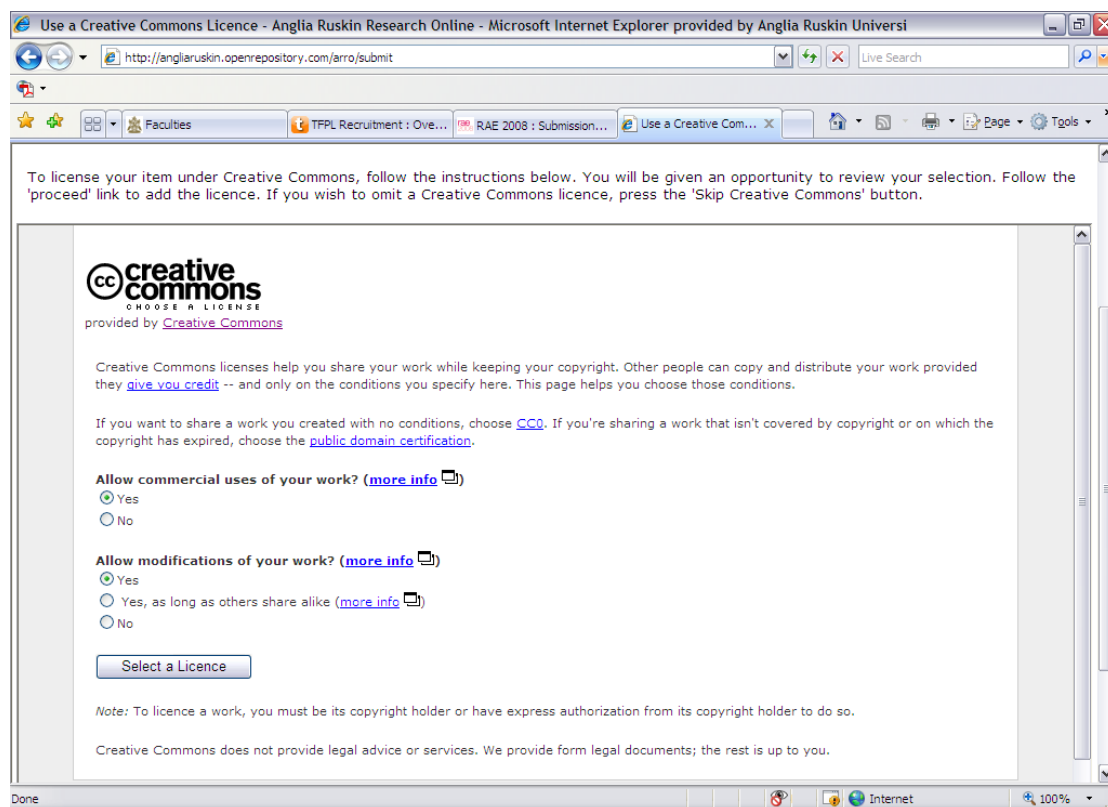 Use a Creative Commons Licence - Anglia Ruskin Research Online - Microsoft Internet Explorer provided by Anglia Ruskin Universi
http://angliaruskin.openrepository.com/arro/submit
Live Search
Faculties
TFPL Recruitment : Ove...
RAE 2008 : Submission...
Use a Creative Com...
Page
Tools
To license your item under Creative Commons, follow the instructions below. You will be given an opportunity to review your selection. Follow the
'proceed' link to add the licence. If you wish to omit a Creative Commons licence, press the 'Skip Creative Commons' button.
cc creative
commons
CHOOSE A LICENSE
provided by Creative Commons
Creative Commons licenses help you share your work while keeping your copyright. Other people can copy and distribute your work provided
they give you credit -- and only on the conditions you specify here. This page helps you choose those conditions.
If you want to share a work you created with no conditions, choose CC0. If you're sharing a work that isn't covered by copyright or on which the
copyright has expired, choose the public domain certification.
Allow commercial uses of your work? (more info)
Yes
No
Allow modifications of your work? (more info)
Yes
Yes, as long as others share alike (more info)
No
Select a Licence
Note: To licence a work, you must be its copyright holder or have express authorization from its copyright holder to do so.
Creative Commons does not provide legal advice or services. We provide form legal documents; the rest is up to you.
Done
Internet
100%